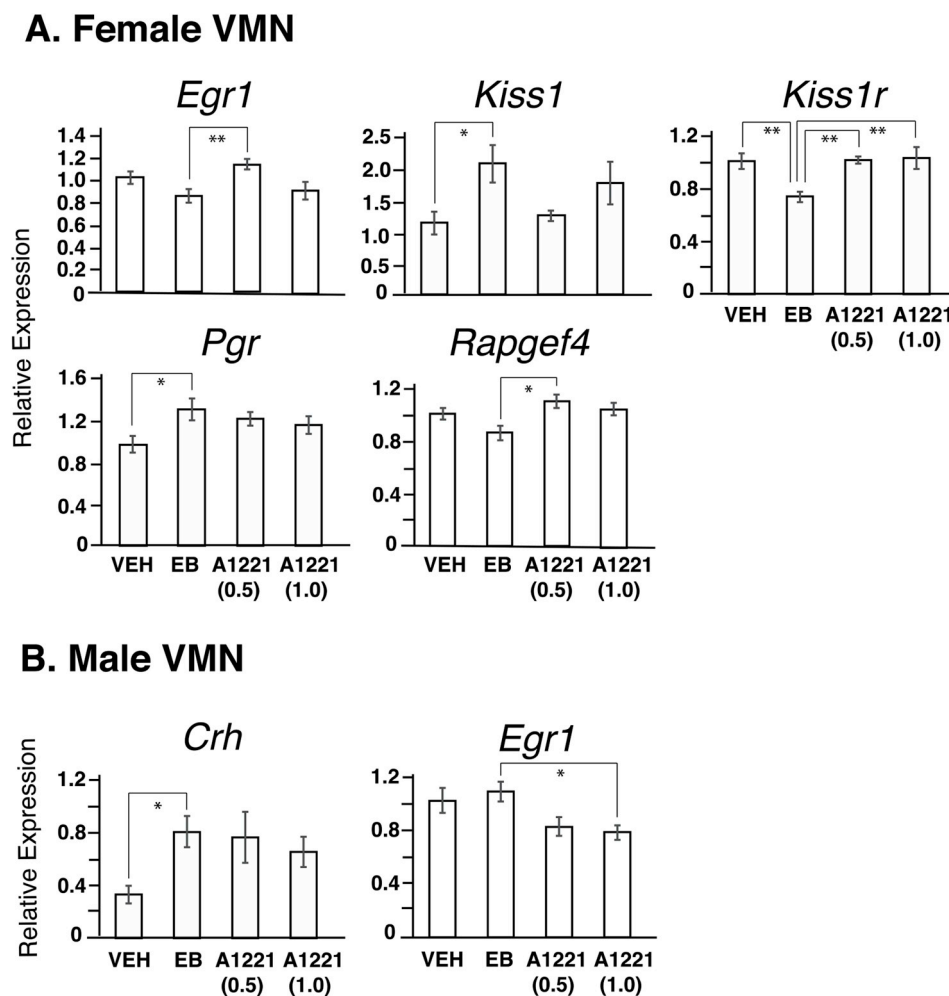 A. Female VMN
Egr1
Kiss1
Kiss1r
Relative Expression
1.4
1.2
1.0
0.8
0.6
0.4
0.2
0
**
2.5
2.0
1.5
1.0
0.5
0
*
1.2
0.8
0.4
0
** ** **
VEH EB A1221 A1221
(0.5) (1.0)
Pgr
Rapgef4
1.6
1.2
0.8
0.4
0
*
VEH EB A1221 A1221
(0.5) (1.0)
1.2
0.8
0.4
0
*
VEH EB A1221 A1221
(0.5) (1.0)
B. Male VMN
Crh
Egr1
Relative Expression
1.2
0.8
0.4
0
*
VEH EB A1221 A1221
(0.5) (1.0)
1.2
0.8
0.4
0
*
VEH EB A1221 A1221
(0.5) (1.0)